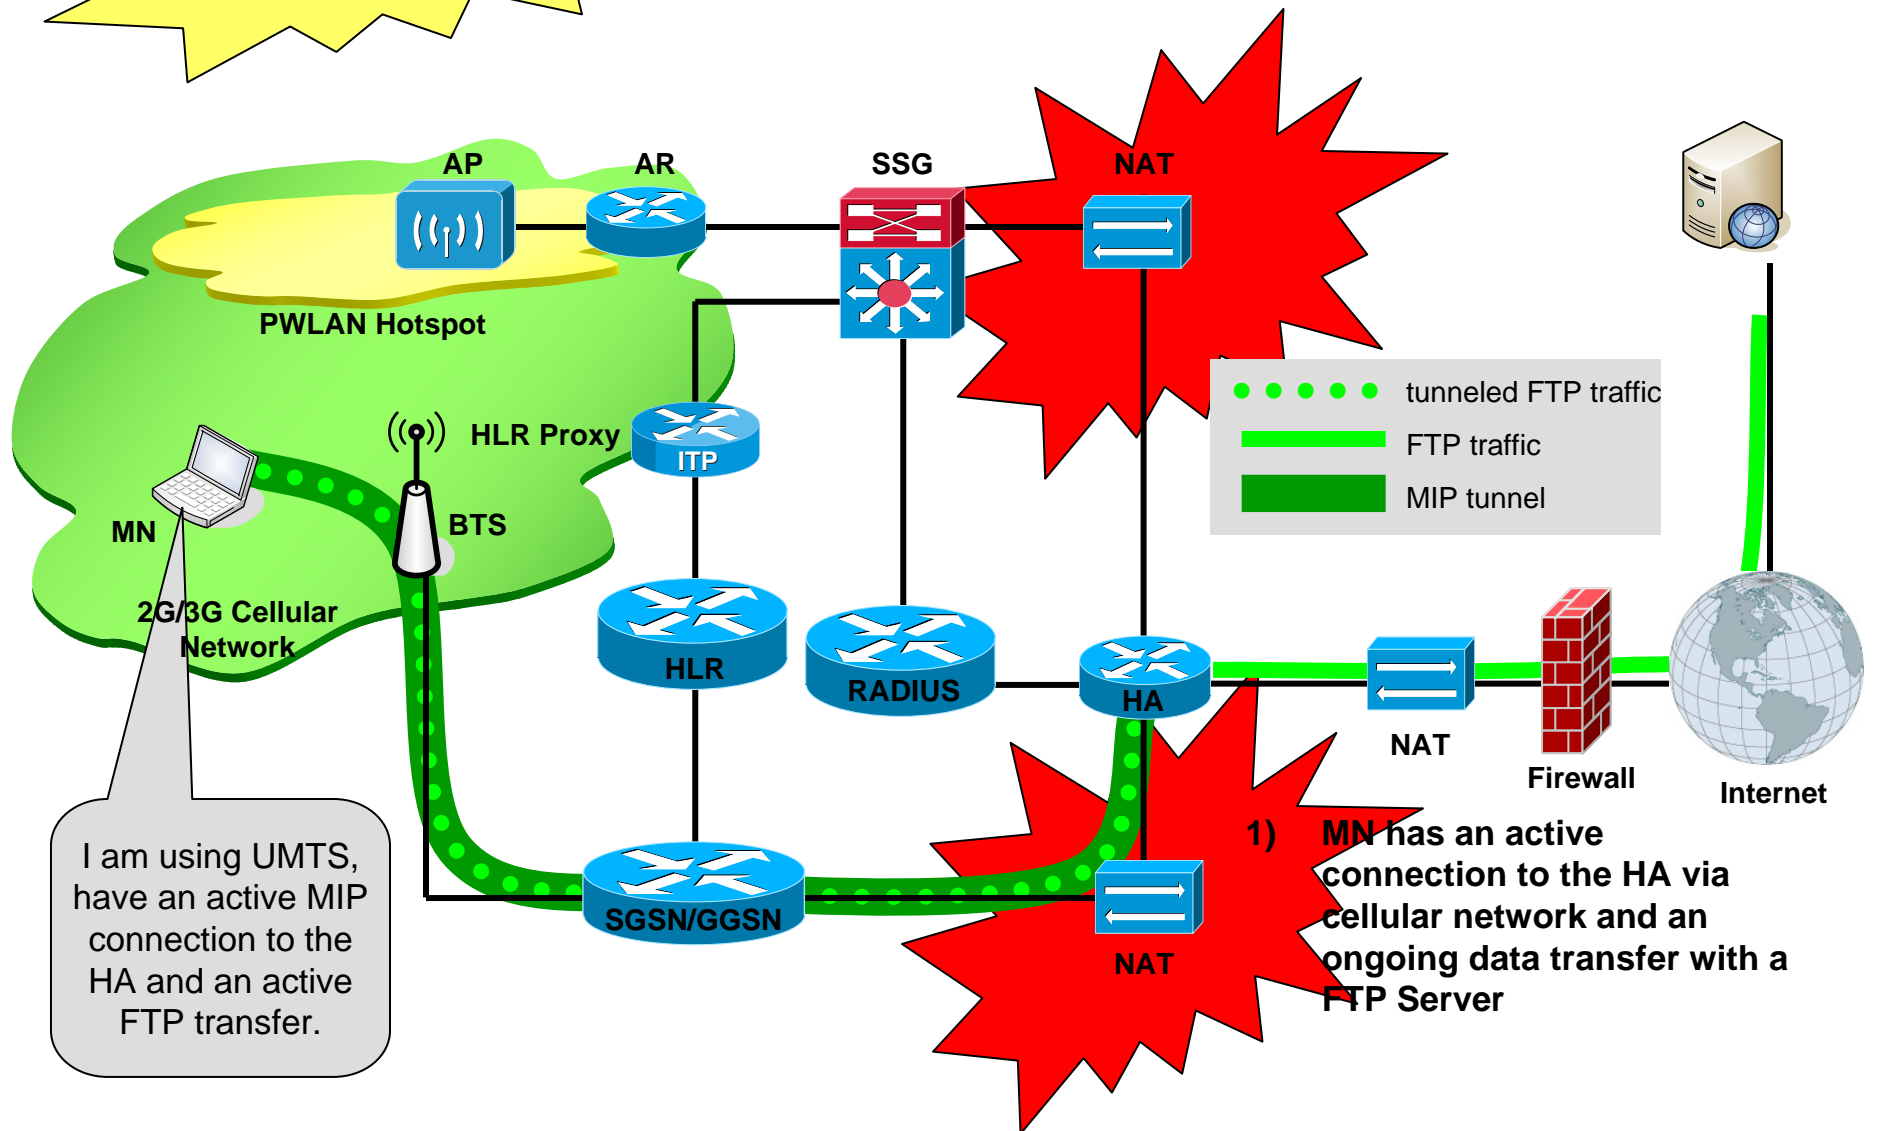 AP
AR
SSG
NAT
PWLAN Hotspot
tunneled FTP traffic
FTP traffic
MIP tunnel
HLR Proxy
ITP
MN
BTS
2G/3G Cellular
Network
HLR
RADIUS
HA
NAT
Firewall
Internet
I am using UMTS,
have an active MIP
connection to the
HA and an active
FTP transfer.
SGSN/GGSN
NAT
1) MN has an active
connection to the HA via
cellular network and an
ongoing data transfer with a
FTP Server